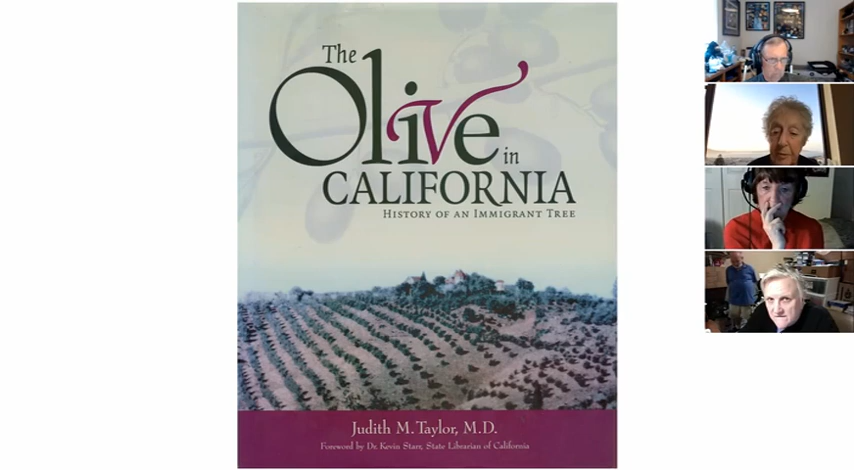 The
Olive in
CALIFORNIA
HISTORY OF AN IMMIGRANT TREE
Judith M. Taylor, M.D.
Foreword by Dr. Kevin Starr, State Librarian of California